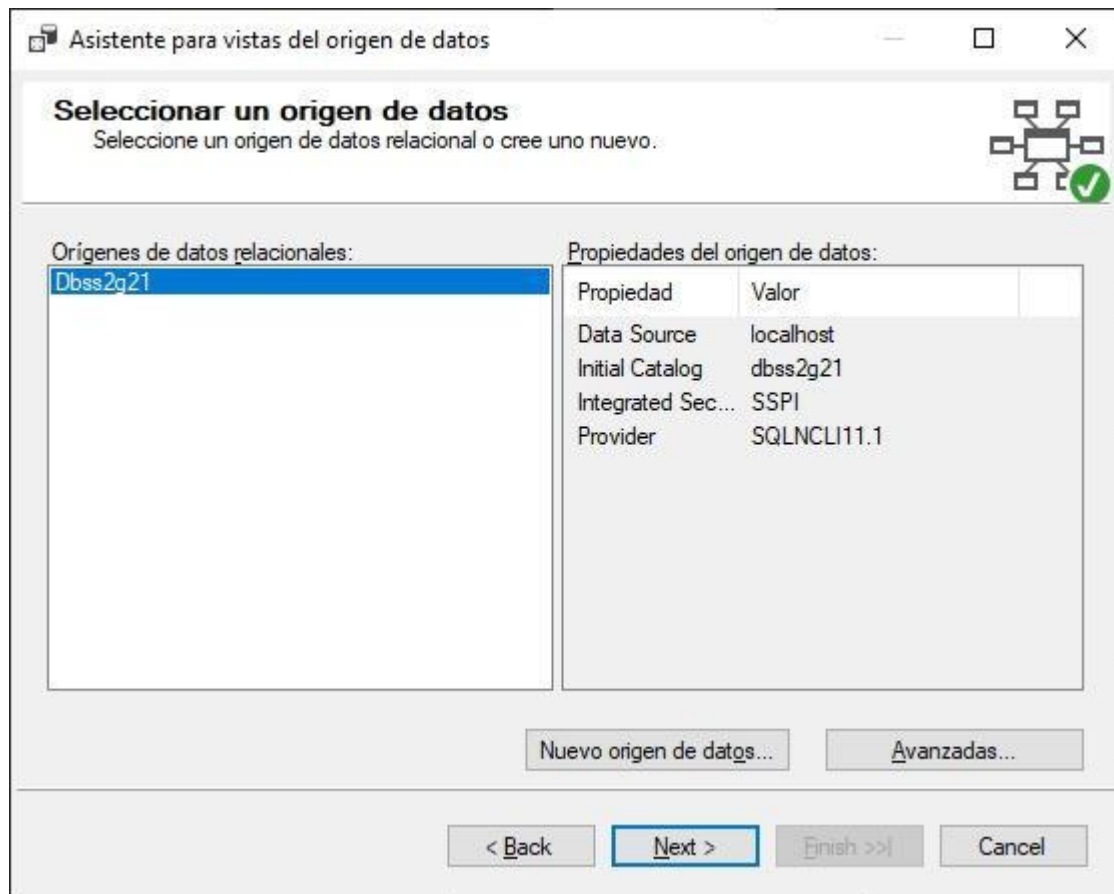 Asistente para vistas del origen de datos
Seleccionar un origen de datos
Seleccione un origen de datos relacional o cree uno nuevo.
Orígenes de datos relacionales:
Dbss2g21
Propiedades del origen de datos:
Propiedad Valor
Data Source localhost
Initial Catalog dbss2g21
Integrated Sec... SSPI
Provider SQLNCLI11.1
Nuevo origen de datos... Avanzadas...
< Back Next > Finish >>| Cancel